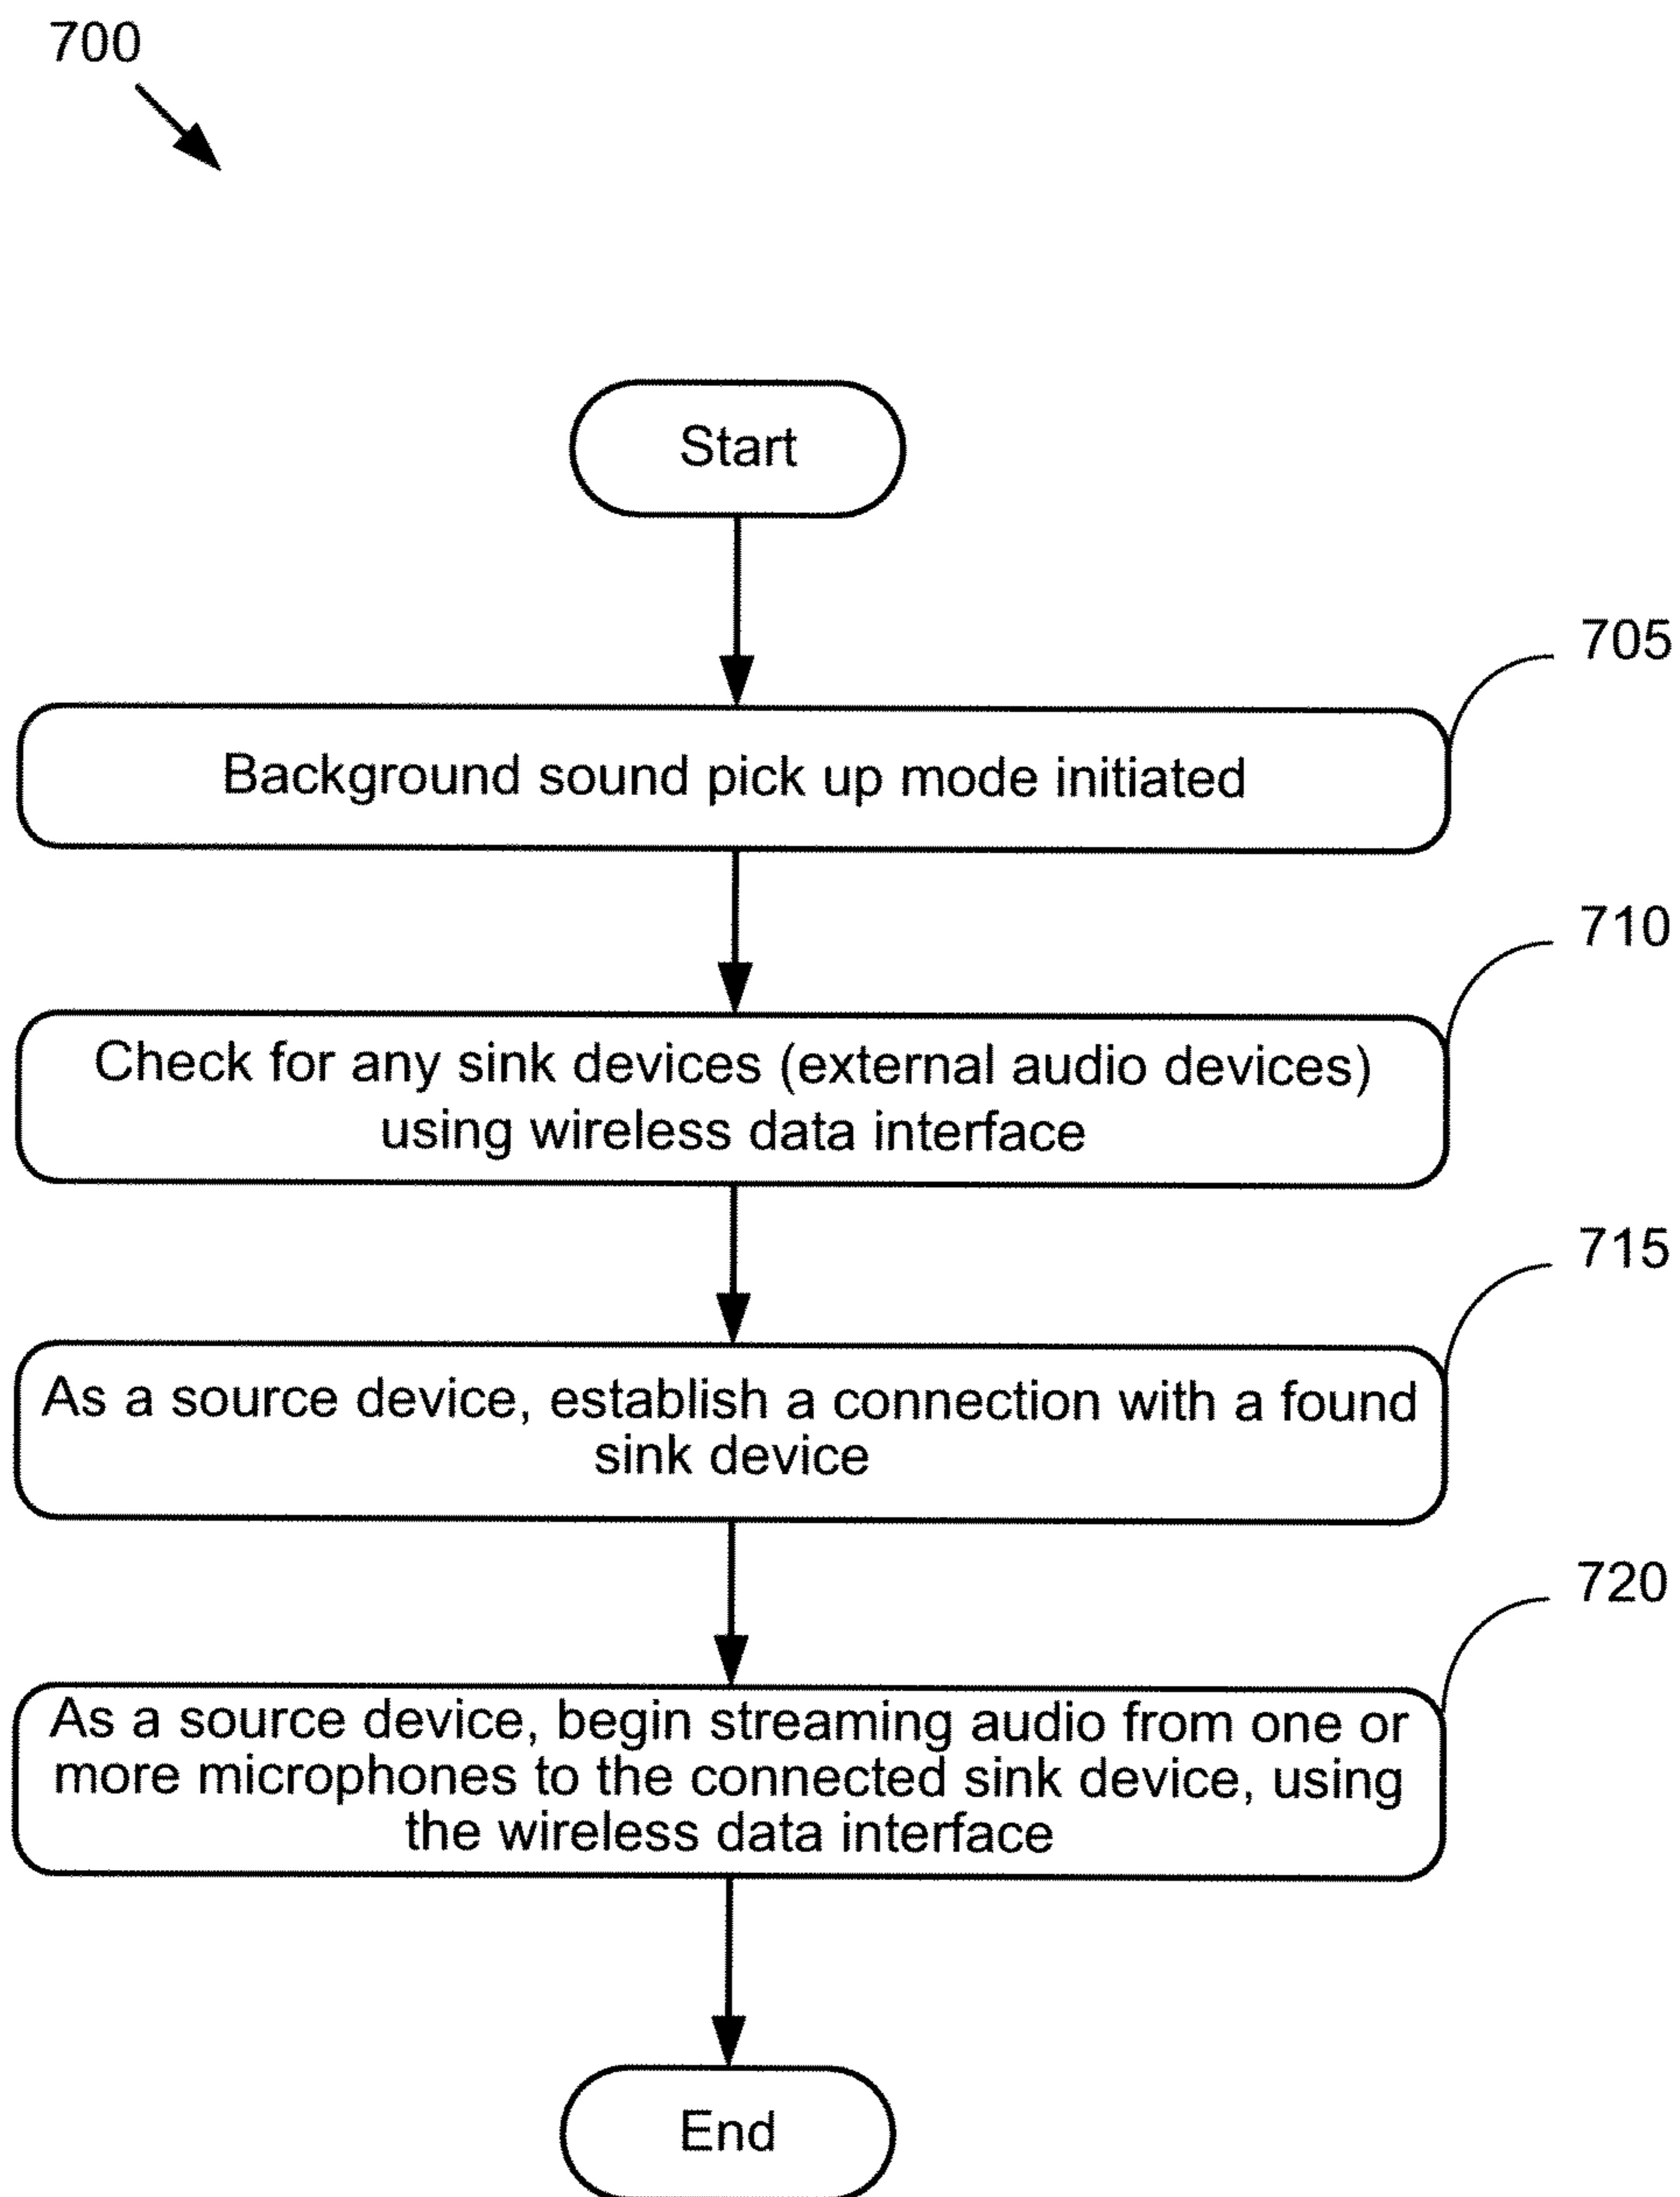 700
Start
705
Background sound pick up mode initiated
710
Check for any sink devices (external audio devices)
using wireless data interface
715
As a source device, establish a connection with a found
sink device
720
As a source device, begin streaming audio from one or
more microphones to the connected sink device, using
the wireless data interface
End